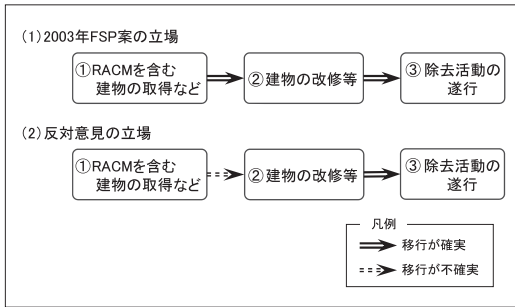 (1)2003年FSP案の立場
①RACMを含む
建物の取得など
②建物の改修等
③除去活動の
遂行
(2)反対意見の立場
①RACMを含む
建物の取得など
②建物の改修等
③除去活動の
遂行
凡例
移行が確実
移行が不確実